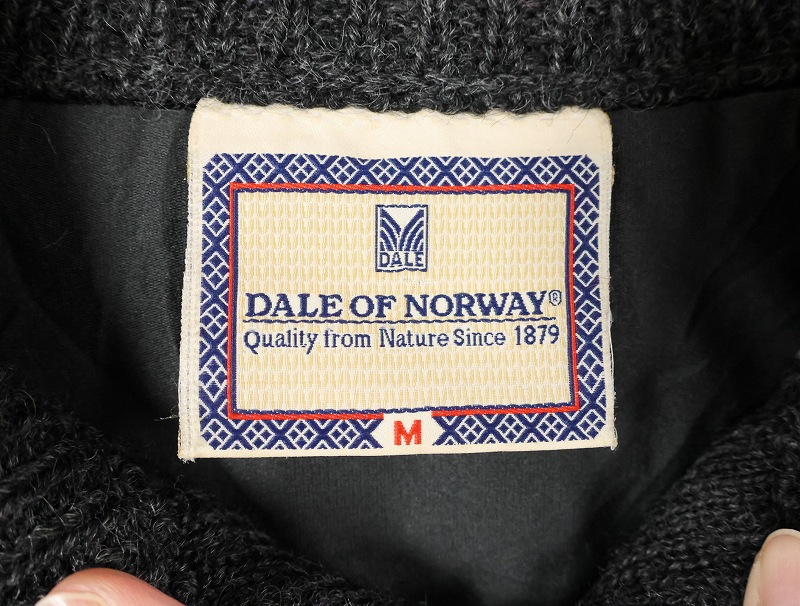 DALE
DALE OF NORWAY®
Quality from Nature Since 1879
M